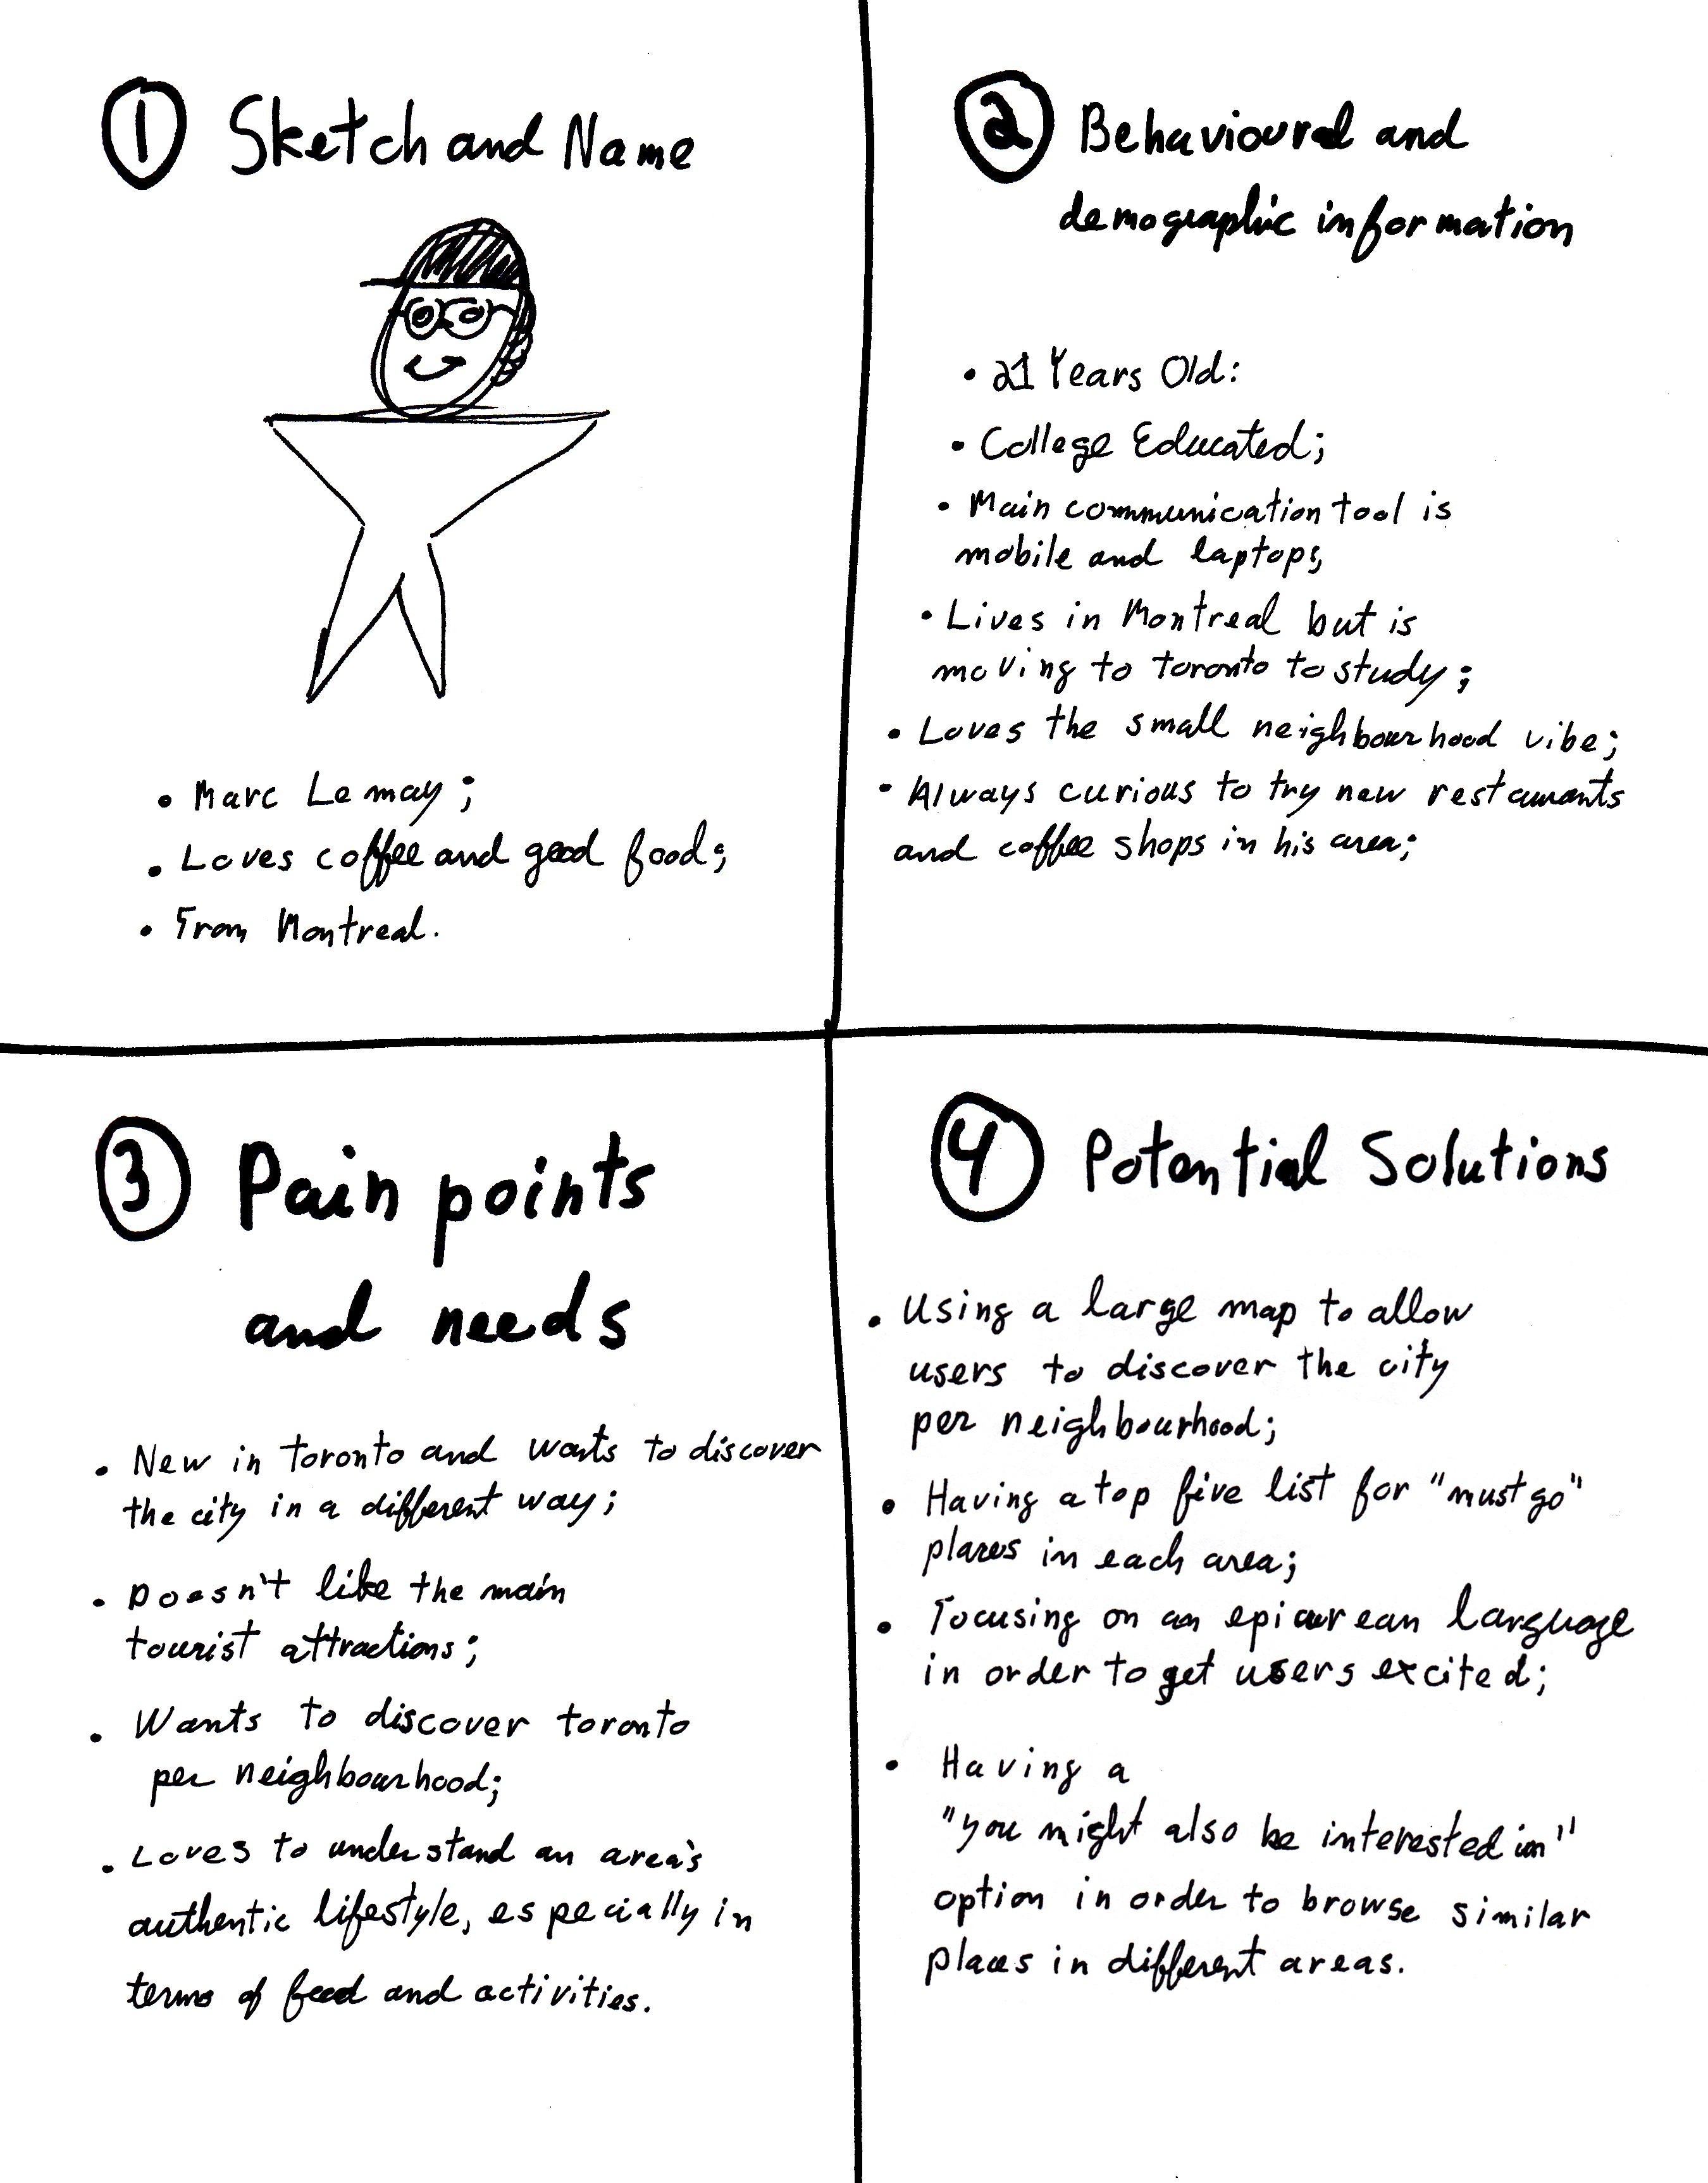 ① Sketch and Name
• Marc Lemay;
• Loves coffee and good food;
• From Montreal.
② Behavioural and
demographic information
• 21 Years Old:
• College Educated;
• Main communication tool is
mobile and laptops;
• Lives in Montreal but is
moving to toronto to study;
• Loves the small neighbourhood vibe;
• Always curious to try new restaurants
and coffee shops in his area;
③ Pain points
and needs
• New in toronto and wants to discover
the city in a different way;
• Doesn't like the main
tourist attractions;
• Wants to discover toronto
per neighbourhood;
• Loves to understand an area's
authentic lifestyle, especially in
terms of food and activities.
④ Potential Solutions
• Using a large map to allow
users to discover the city
per neighbourhood;
• Having a top five list for "must go"
places in each area;
• Focusing on an epicurean language
in order to get users excited;
• Having a
"you might also be interested in"
option in order to browse similar
places in different areas.